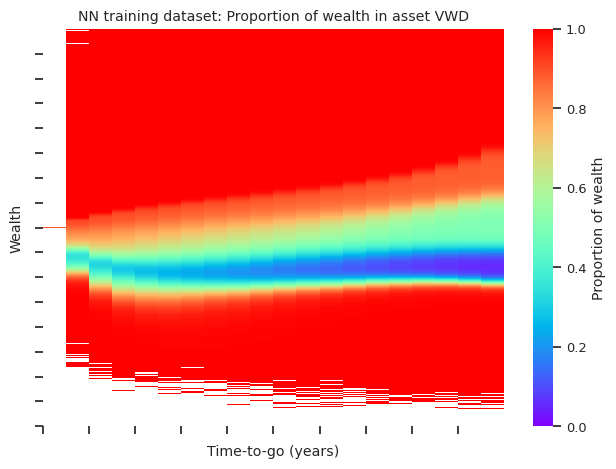 NN training dataset: Proportion of wealth in asset VWD
Wealth
Time-to-go (years)
1.0
0.8
0.6
0.4
0.2
0.0
Proportion of wealth